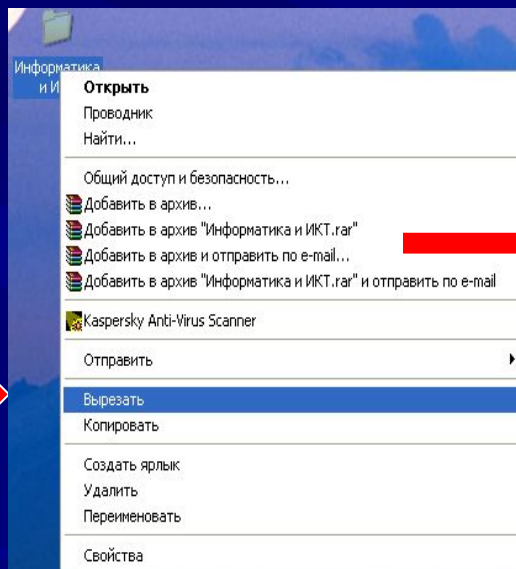 Информатика
и И
Открыть
Проводник
Найти...
Общий доступ и безопасность...
Добавить в архив...
Добавить в архив "Информатика и ИКТ.rar"
Добавить в архив и отправить по e-mail...
Добавить в архив "Информатика и ИКТ.rar" и отправить по e-mail
Kaspersky Anti-Virus Scanner
Отправить
Вырезать
Копировать
Создать ярлык
Удалить
Переименовать
Свойства